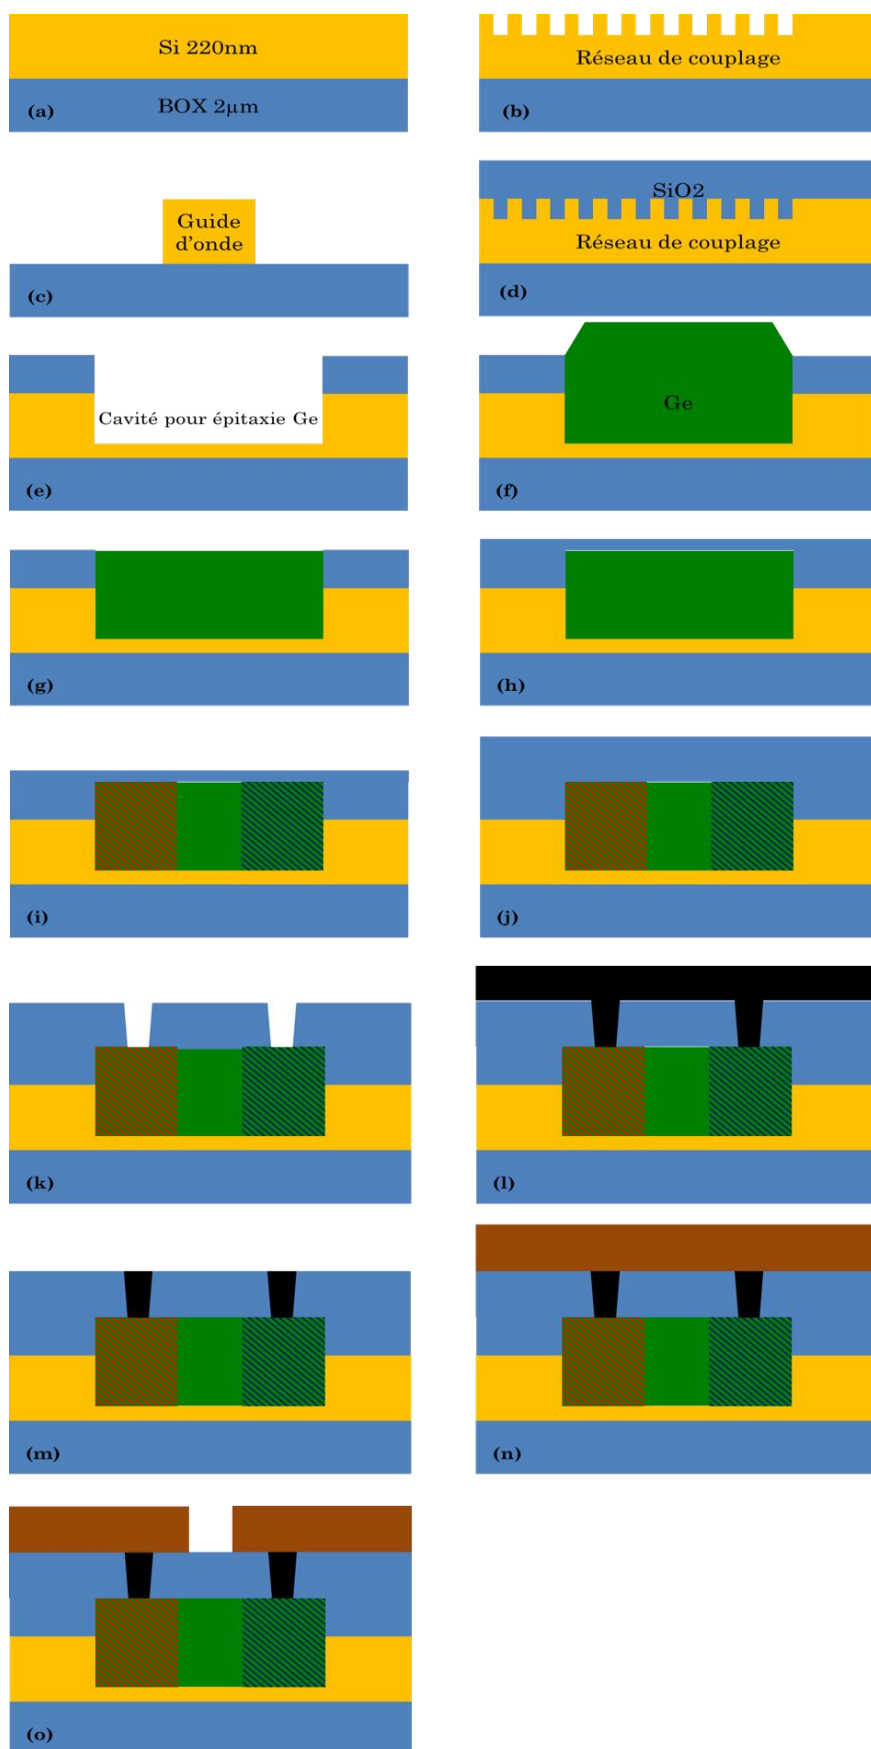 Si 220nm
(a)
BOX 2µm
Réseau de couplage
(b)
Guide
d'onde
(c)
SiO2
Réseau de couplage
(d)
Cavité pour épitaxie Ge
(e)
Ge
(f)
(g)
(h)
(i)
(j)
(k)
(l)
(m)
(n)
(o)